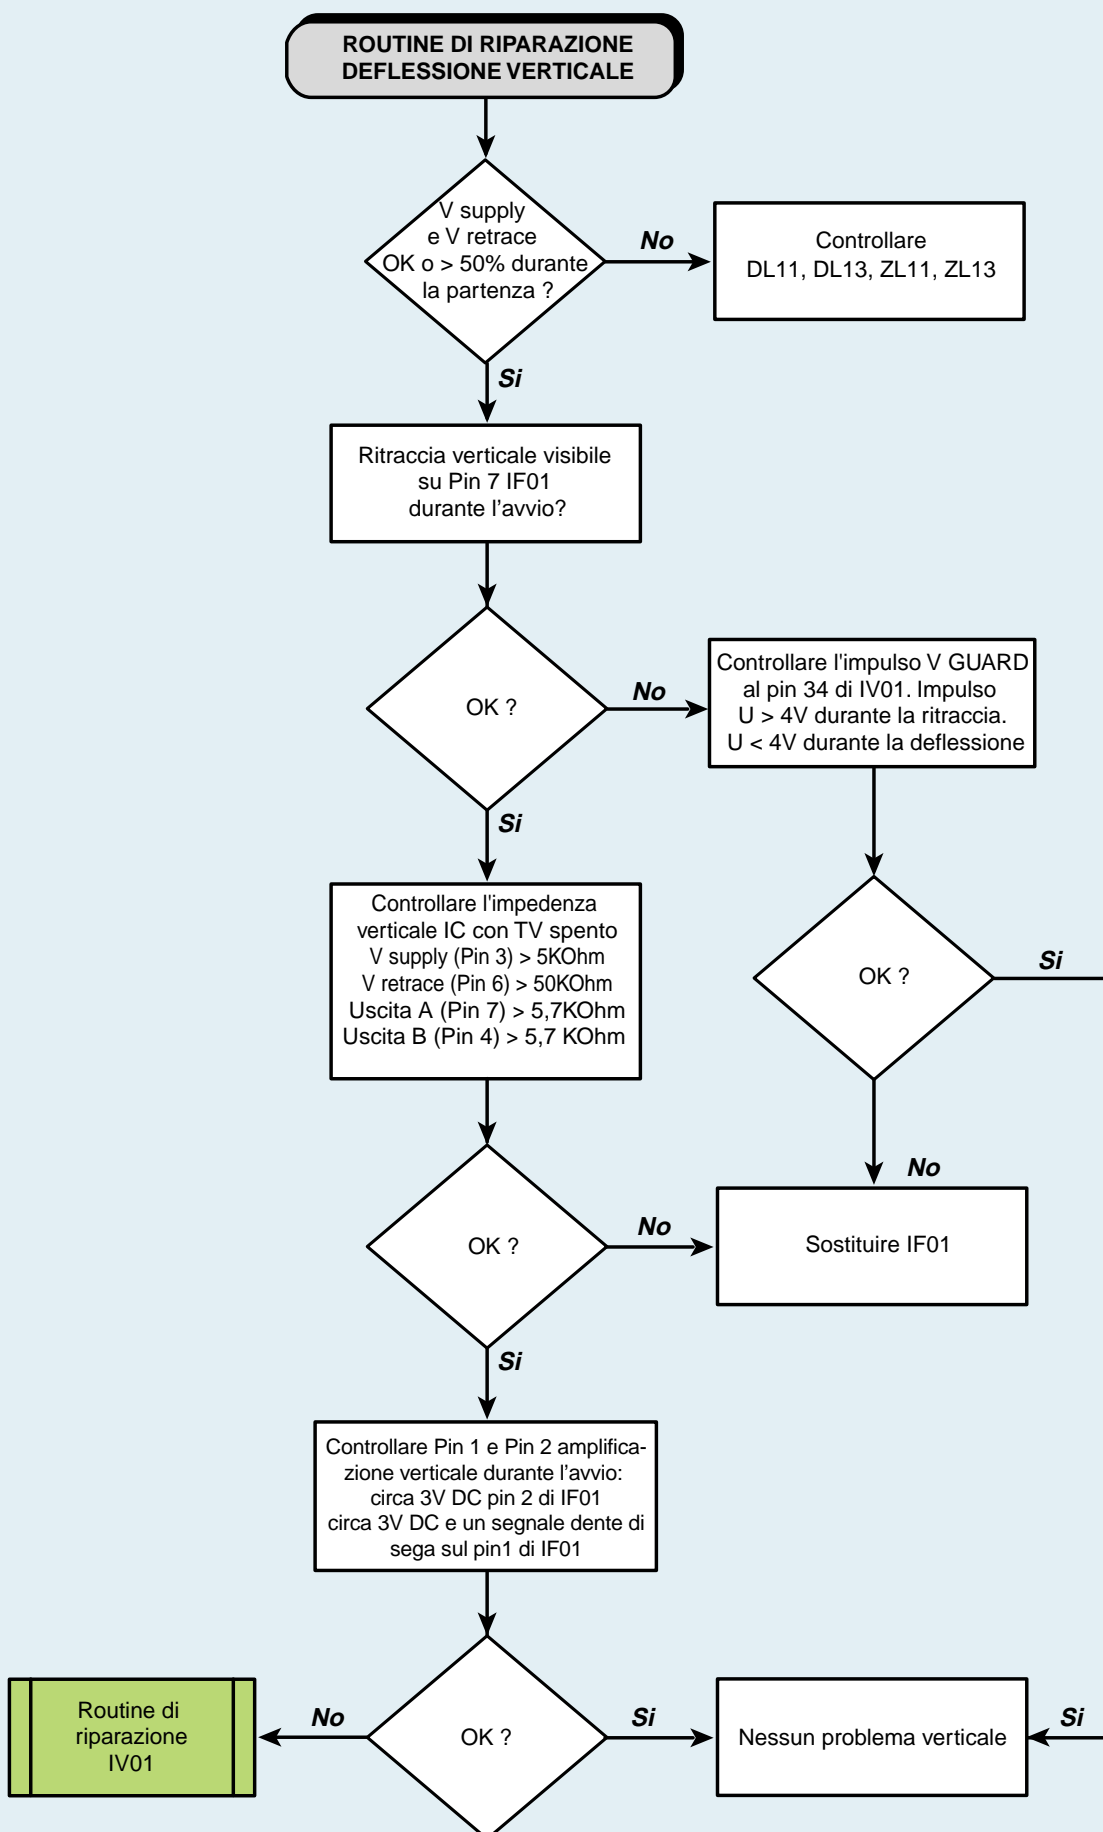 ROUTINE DI RIPARAZIONE
DEFLESSIONE VERTICALE
V supply
e V retrace
OK o > 50% durante
la partenza ?
No
Controllare
DL11, DL13, ZL11, ZL13
Si
Ritraccia verticale visibile
su Pin 7 IF01
durante l'avvio?
OK ?
No
Controllare l'impulso V GUARD
al pin 34 di IV01. Impulso
U > 4V durante la ritraccia.
U < 4V durante la deflessione
Si
Controllare l'impedenza
verticale IC con TV spento
V supply (Pin 3) > 5KOhm
V retrace (Pin 6) > 50KOhm
Uscita A (Pin 7) > 5,7KOhm
Uscita B (Pin 4) > 5,7 KOhm
OK ?
Si
No
OK ?
No
Sostituire IF01
Si
Controllare Pin 1 e Pin 2 amplifica-
zione verticale durante l'avvio:
circa 3V DC pin 2 di IF01
circa 3V DC e un segnale dente di
sega sul pin1 di IF01
Routine di
riparazione
IV01
No
OK ?
Si
Nessun problema verticale
Si